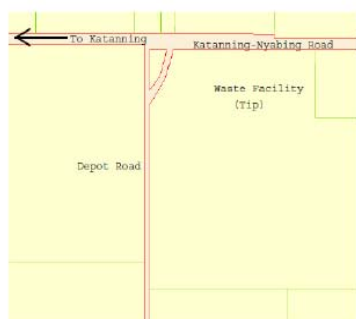 To Katanning
Katanning-Nyabing Road
Waste Facility
(Tip)
Depot Road